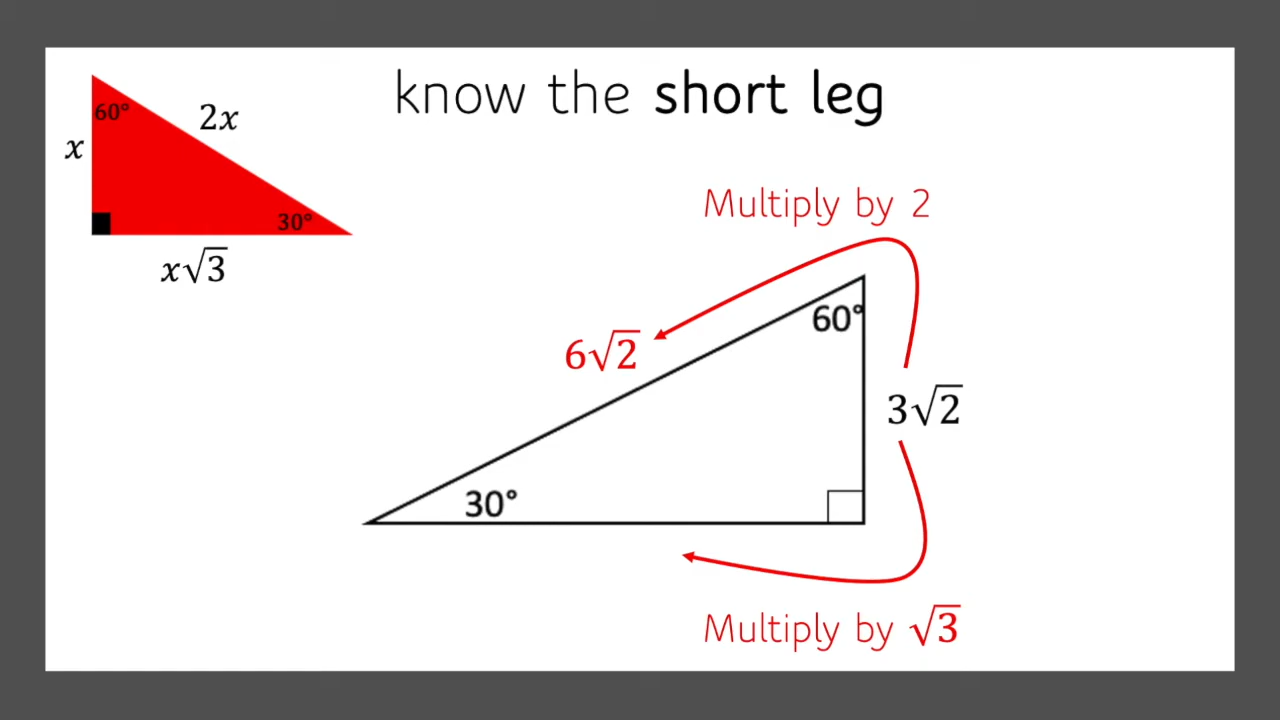 know the short leg
60°
2x
x
30°
x√3
Multiply by 2
60°
6√2
3√2
30°
Multiply by √3